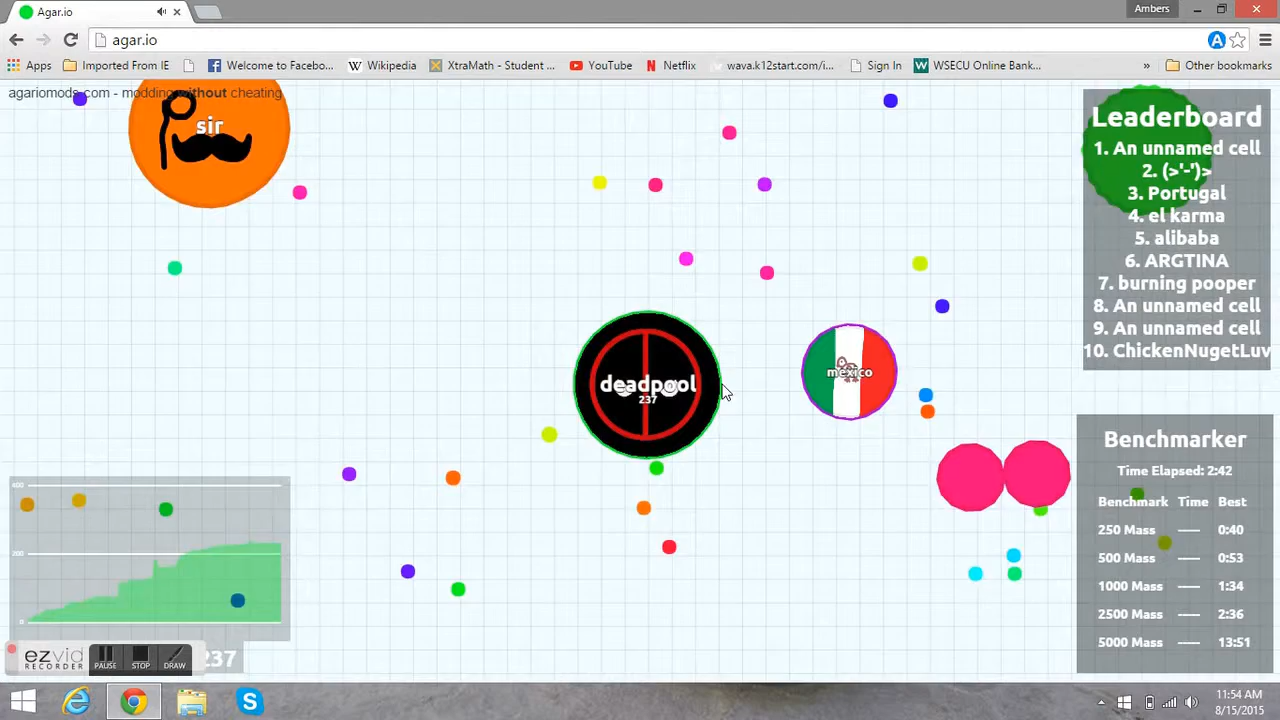 Agar.io
Ambers
agar.io
Apps
Imported From IE
Welcome to Facebo...
Wikipedia
XtraMath - Student ...
YouTube
Netflix
wava.k12start.com/i...
Sign In
WSECU Online Bank...
»
Other bookmarks
agariomods.com - modding without cheating
sir
Leaderboard
1. An unnamed cell
2. (>'-')>
3. Portugal
4. el karma
5. alibaba
6. ARGTINA
7. burning pooper
8. An unnamed cell
9. An unnamed cell
10. ChickenNugetLuv
deadpool
237
mexico
Benchmarker
Time Elapsed: 2:42
Benchmark Time Best
250 Mass —— 0:40
500 Mass —— 0:53
1000 Mass —— 1:34
2500 Mass —— 2:36
5000 Mass —— 13:51
400
200
0
ezvid
RECORDER
PAUSE
STOP
DRAW
237
11:54 AM
8/15/2015